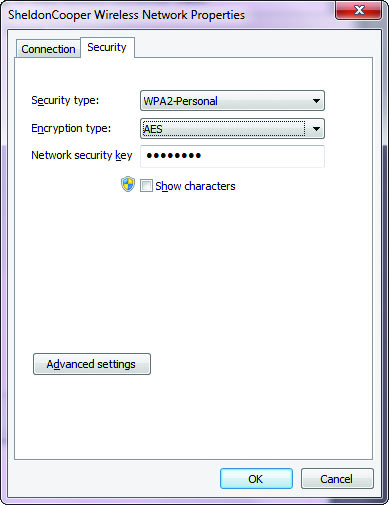 SheldonCooper Wireless Network Properties
Connection Security
Security type: WPA2-Personal
Encryption type: AES
Network security key ••••••••
Show characters
Advanced settings
OK Cancel